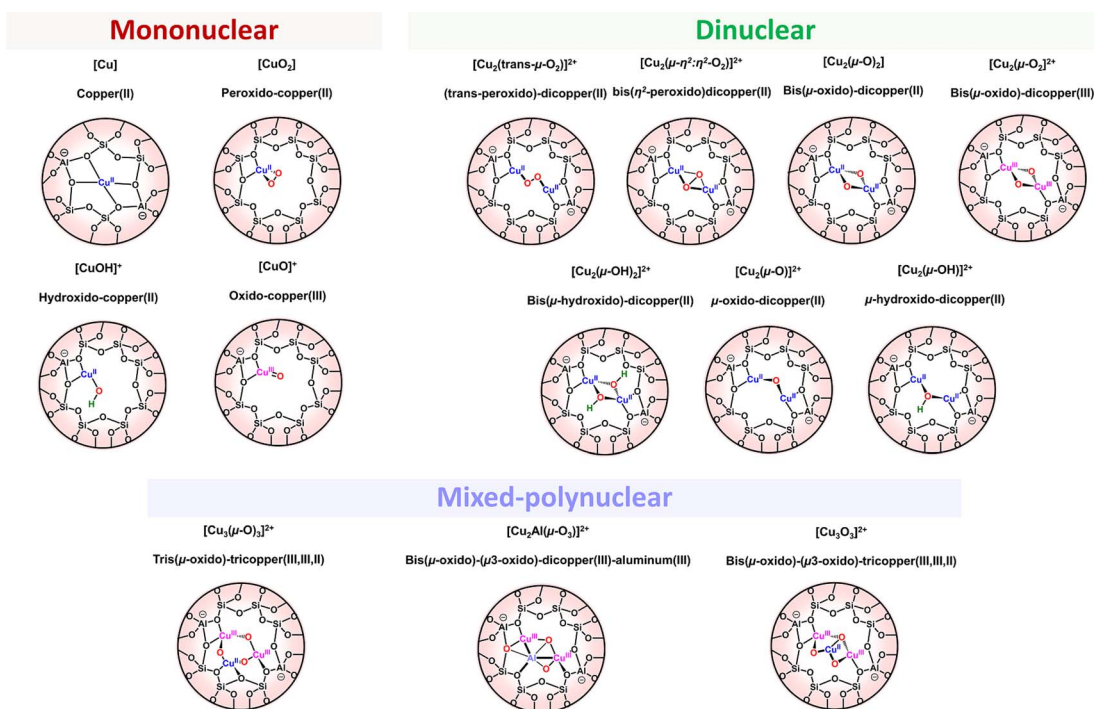 Mononuclear
Dinuclear
[Cu]
[CuO₂]
[Cu₂(trans-µ-O₂)]²⁺
[Cu₂(µ-η²:η²-O₂)]²⁺
[Cu₂(µ-O)₂]
[Cu₂(µ-O₂]²⁺
Copper(II)
Peroxido-copper(II)
(trans-peroxido)-dicopper(II)
bis(η²-peroxido)dicopper(II)
Bis(µ-oxido)-dicopper(II)
Bis(µ-oxido)-dicopper(III)
[CuOH]⁺
[CuO]⁺
[Cu₂(µ-OH)₂]²⁺
[Cu₂(µ-O)]²⁺
[Cu₂(µ-OH)]²⁺
Hydroxido-copper(II)
Oxido-copper(III)
Bis(µ-hydroxido)-dicopper(II)
µ-oxido-dicopper(II)
µ-hydroxido-dicopper(II)
Mixed-polynuclear
[Cu₃(µ-O)₃]²⁺
[Cu₂Al(µ-O₃)]²⁺
[Cu₃O₃]²⁺
Tris(µ-oxido)-tricopper(III,III,II)
Bis(µ-oxido)-(µ3-oxido)-dicopper(III)-aluminum(III)
Bis(µ-oxido)-(µ3-oxido)-tricopper(III,III,II)